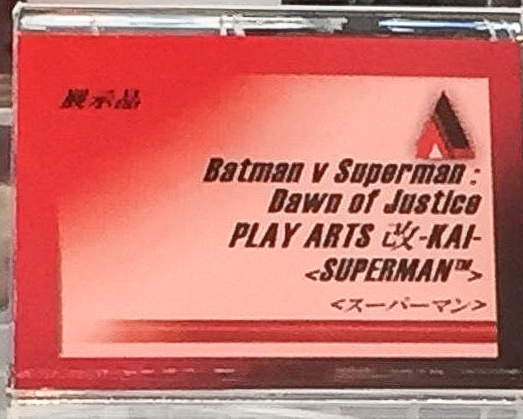 展示品
Batman v Superman :
Dawn of Justice
PLAY ARTS 改-KAI-
<SUPERMAN™>
<スーパーマン>